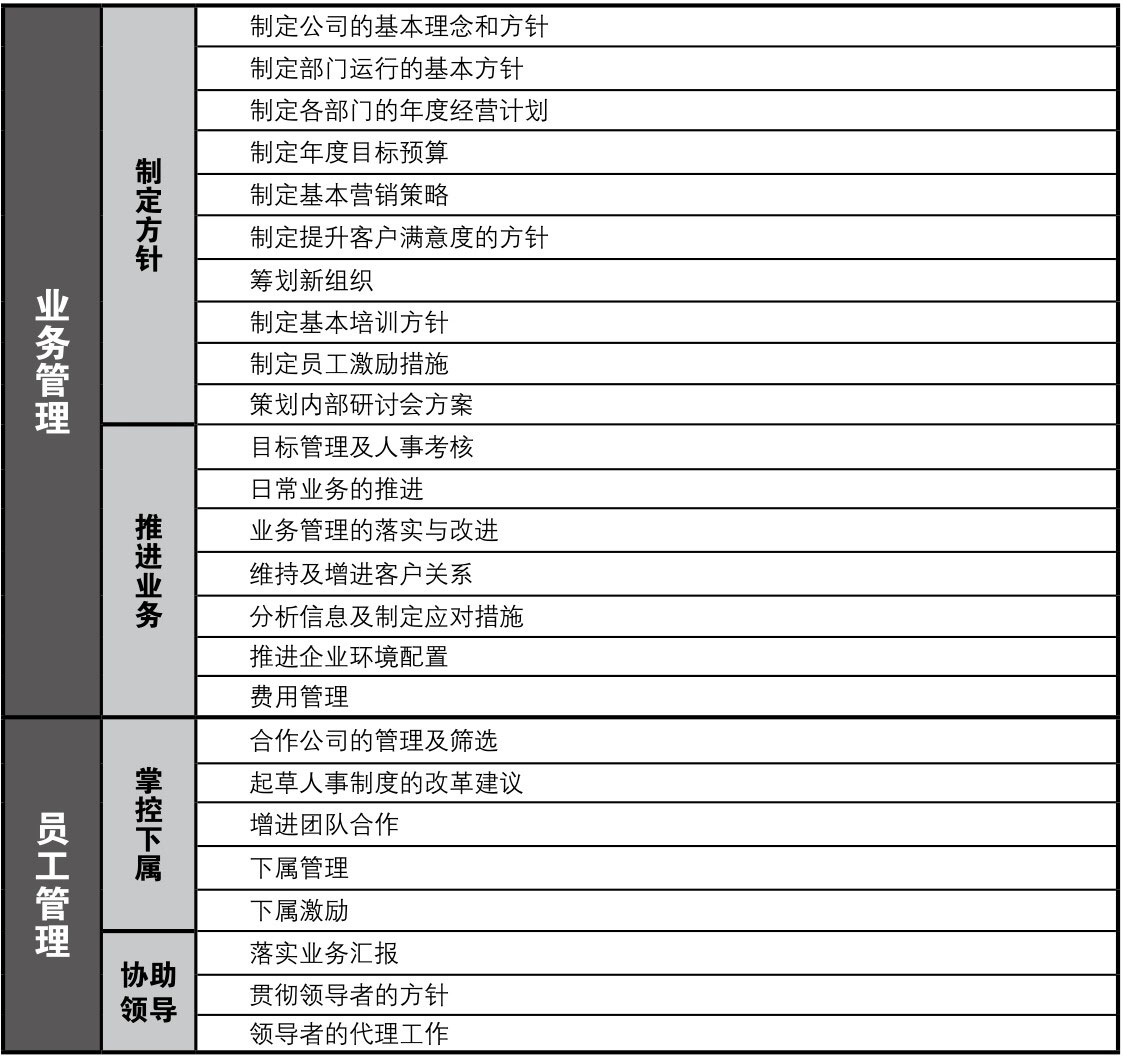 业务管理
制定方针
制定公司的基本理念和方针
制定部门运行的基本方针
制定各部门的年度经营计划
制定年度目标预算
制定基本营销策略
制定提升客户满意度的方针
筹划新组织
制定基本培训方针
制定员工激励措施
策划内部研讨会方案
推进业务
目标管理及人事考核
日常业务的推进
业务管理的落实与改进
维持及增进客户关系
分析信息及制定应对措施
推进企业环境配置
费用管理
员工管理
掌控下属
合作公司的管理及筛选
起草人事制度的改革建议
增进团队合作
下属管理
下属激励
协助
领导
落实业务汇报
贯彻领导者的方针
领导者的代理工作